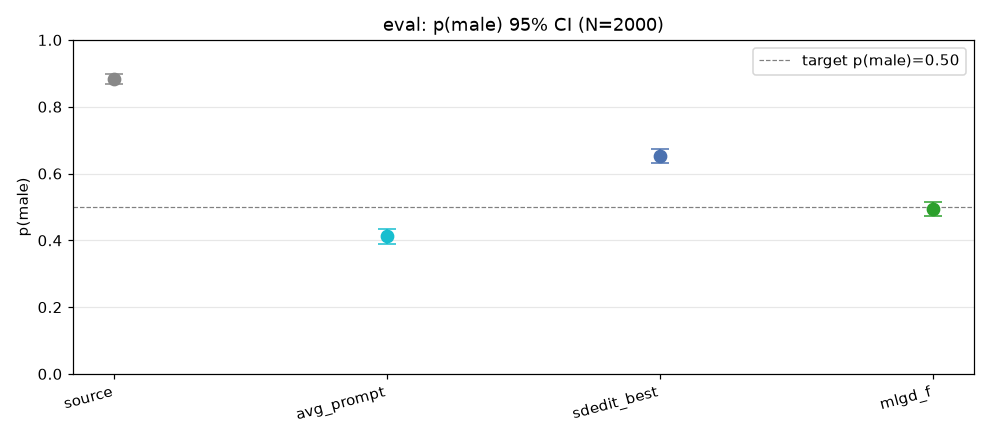 eval: p(male) 95% CI (N=2000)
target p(male)=0.50
p(male)
1.0
0.8
0.6
0.4
0.2
0.0
source
avg_prompt
sdedit_best
mlgd_f